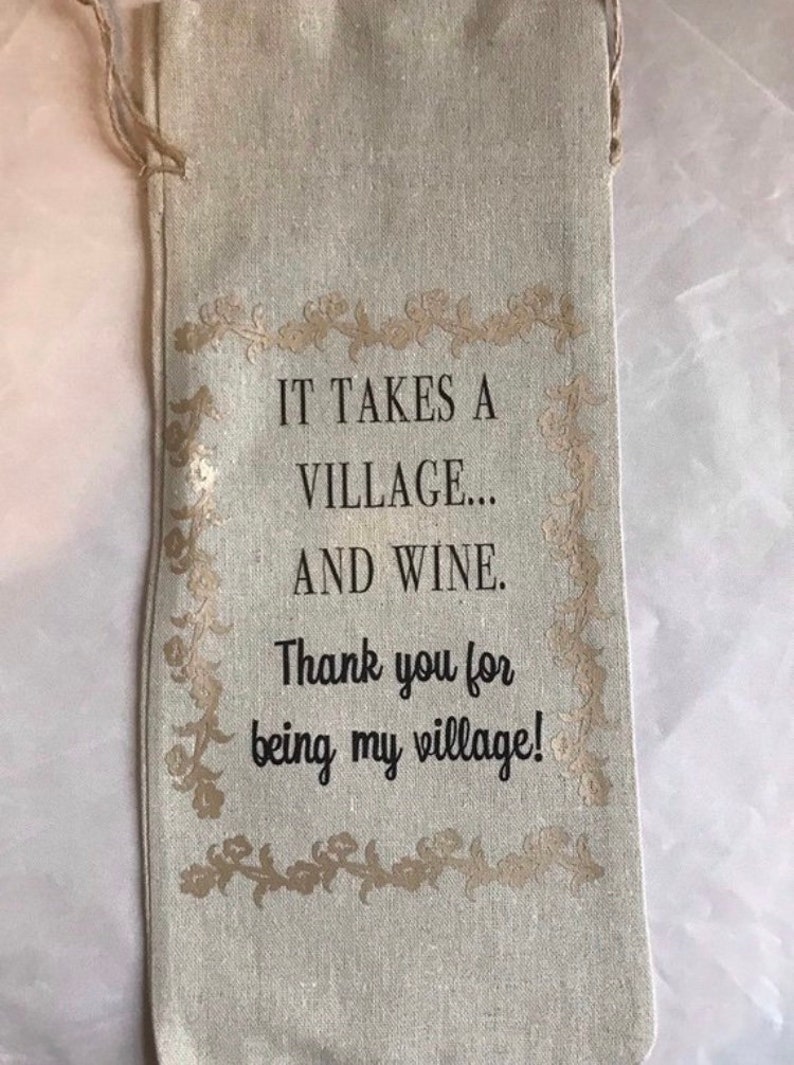 IT TAKES A
VILLAGE...
AND WINE.
Thank you for
being my village!